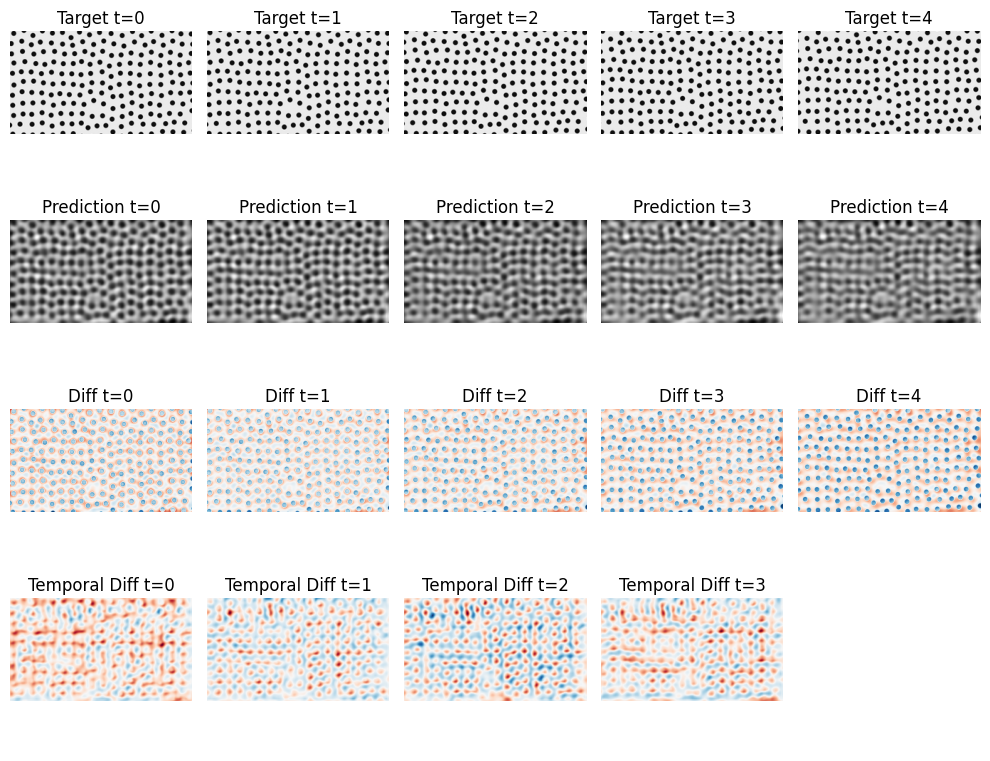 Target t=0
Target t=1
Target t=2
Target t=3
Target t=4
Prediction t=0
Prediction t=1
Prediction t=2
Prediction t=3
Prediction t=4
Diff t=0
Diff t=1
Diff t=2
Diff t=3
Diff t=4
Temporal Diff t=0
Temporal Diff t=1
Temporal Diff t=2
Temporal Diff t=3